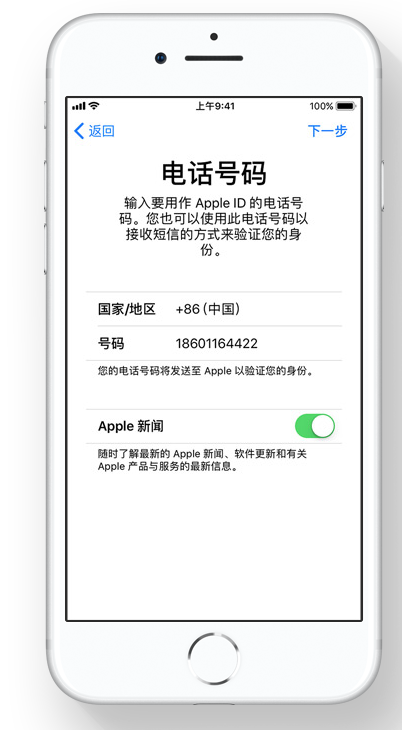 上午9:41
100%
返回
下一步
电话号码
输入要用作 Apple ID 的电话号
码。您也可以使用此电话号码以
接收短信的方式来验证您的身
份。
国家/地区 +86 (中国)
号码 18601164422
您的电话号码将发送至 Apple 以验证您的身份。
Apple 新闻
随时了解最新的 Apple 新闻、软件更新和有关
Apple 产品与服务的最新信息。